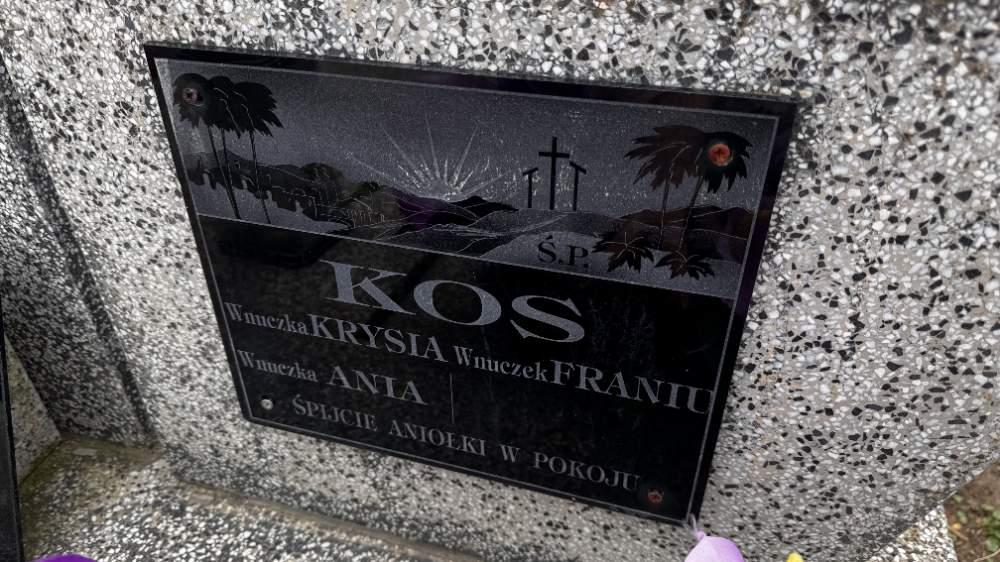 Ś.P.
KOS
Wnuczka KRYSIA Wnuczek FRANIU
Wnuczka ANIA
ŚPIJCIE ANIOŁKI W POKOJU